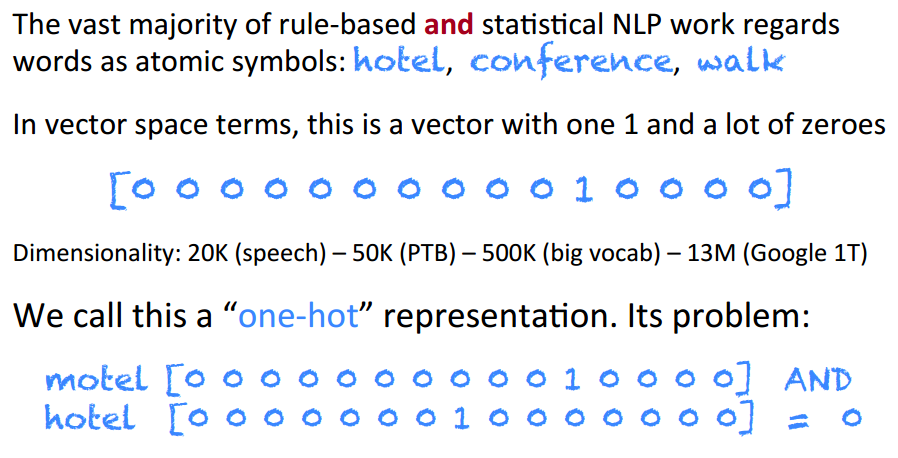 The vast majority of rule-based and statistical NLP work regards
words as atomic symbols: hotel, conference, walk
In vector space terms, this is a vector with one 1 and a lot of zeroes
[0 0 0 0 0 0 0 0 0 0 1 0 0 0 0]
Dimensionality: 20K (speech) – 50K (PTB) – 500K (big vocab) – 13M (Google 1T)
We call this a “one-hot” representation. Its problem:
motel [0 0 0 0 0 0 0 0 0 0 1 0 0 0 0] AND
hotel [0 0 0 0 0 0 0 1 0 0 0 0 0 0 0] = 0